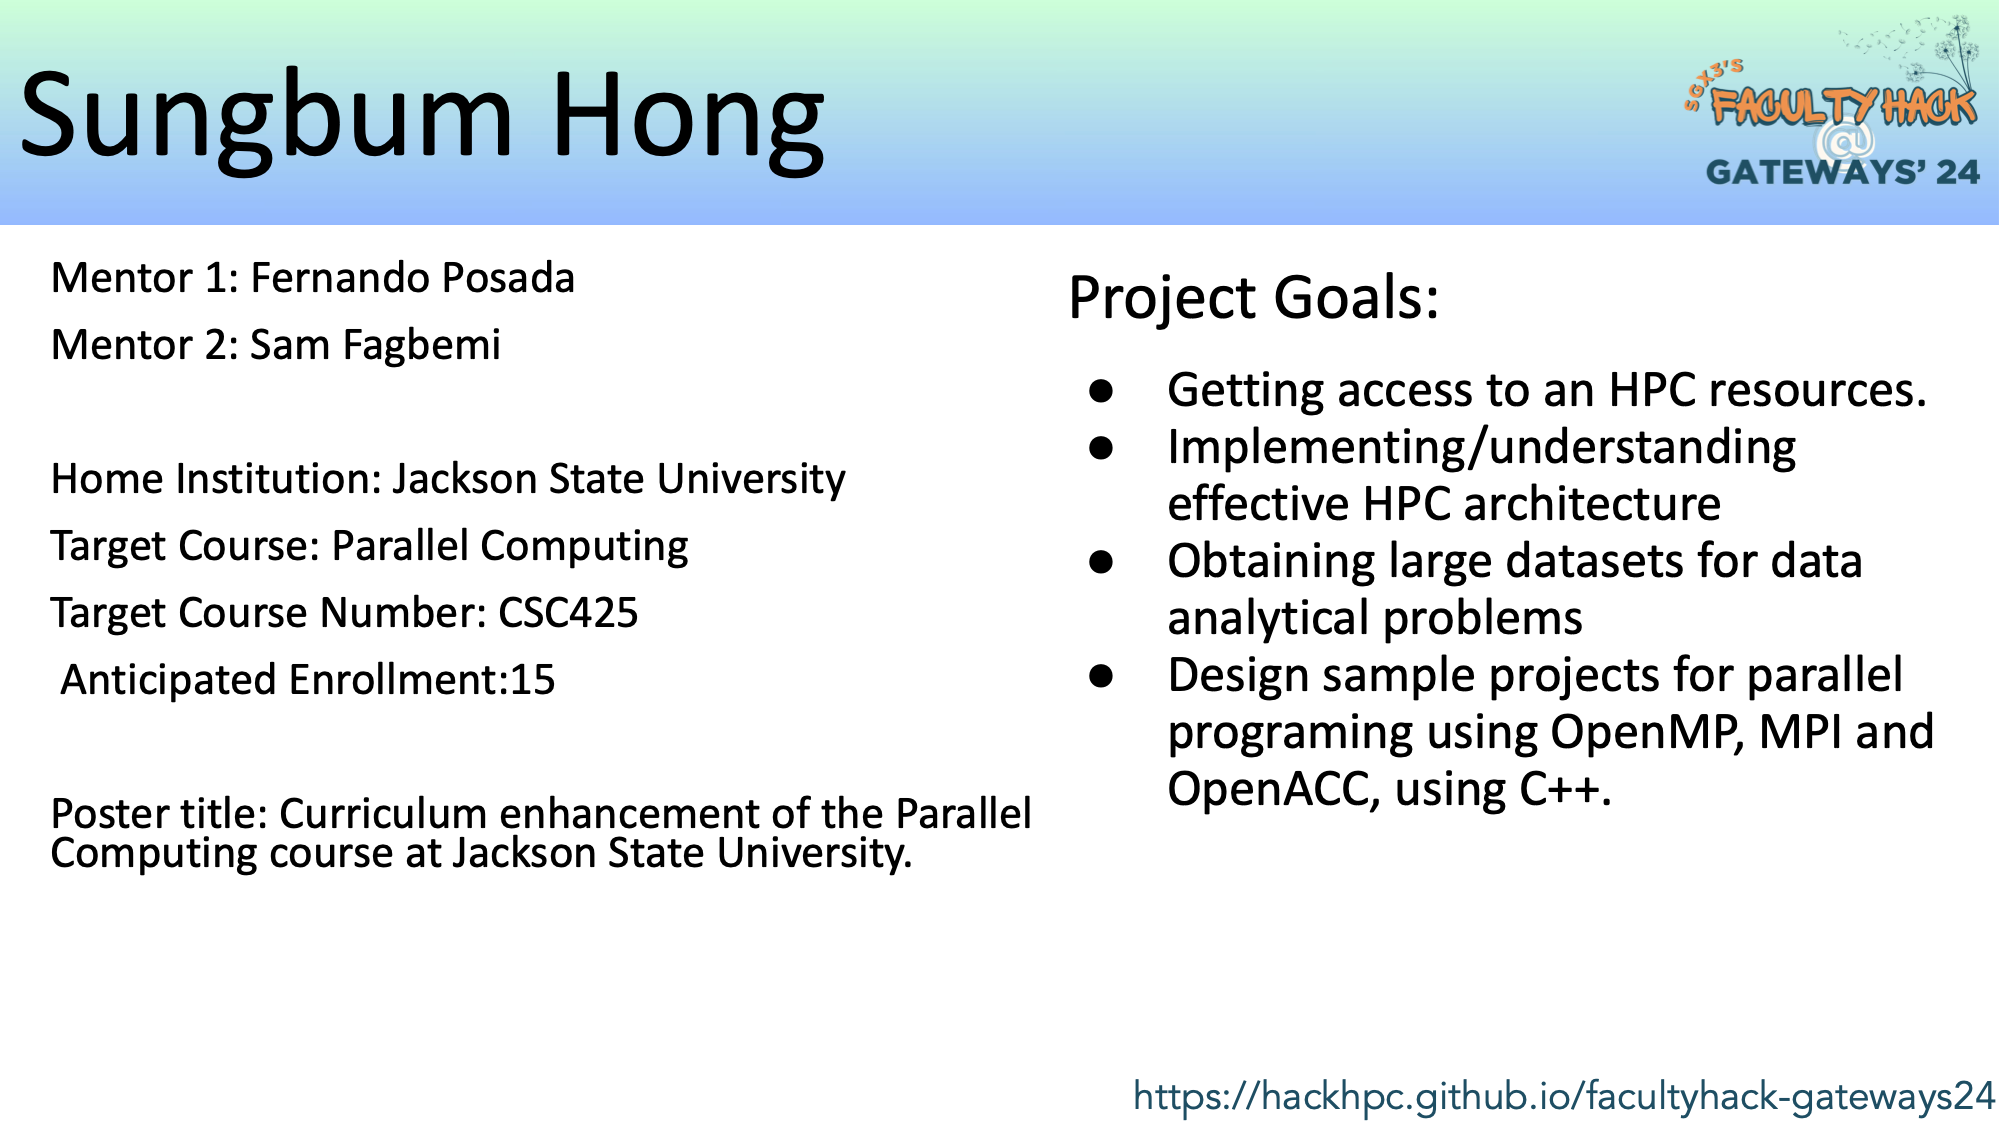 Sungbum Hong
SGX3'S
FACULTY HACK
@
GATEWAYS' 24
Mentor 1: Fernando Posada
Mentor 2: Sam Fagbemi
Home Institution: Jackson State University
Target Course: Parallel Computing
Target Course Number: CSC425
Anticipated Enrollment:15
Poster title: Curriculum enhancement of the Parallel
Computing course at Jackson State University.
Project Goals:
● Getting access to an HPC resources.
● Implementing/understanding
effective HPC architecture
● Obtaining large datasets for data
analytical problems
● Design sample projects for parallel
programing using OpenMP, MPI and
OpenACC, using C++.
https://hackhpc.github.io/facultyhack-gateways24